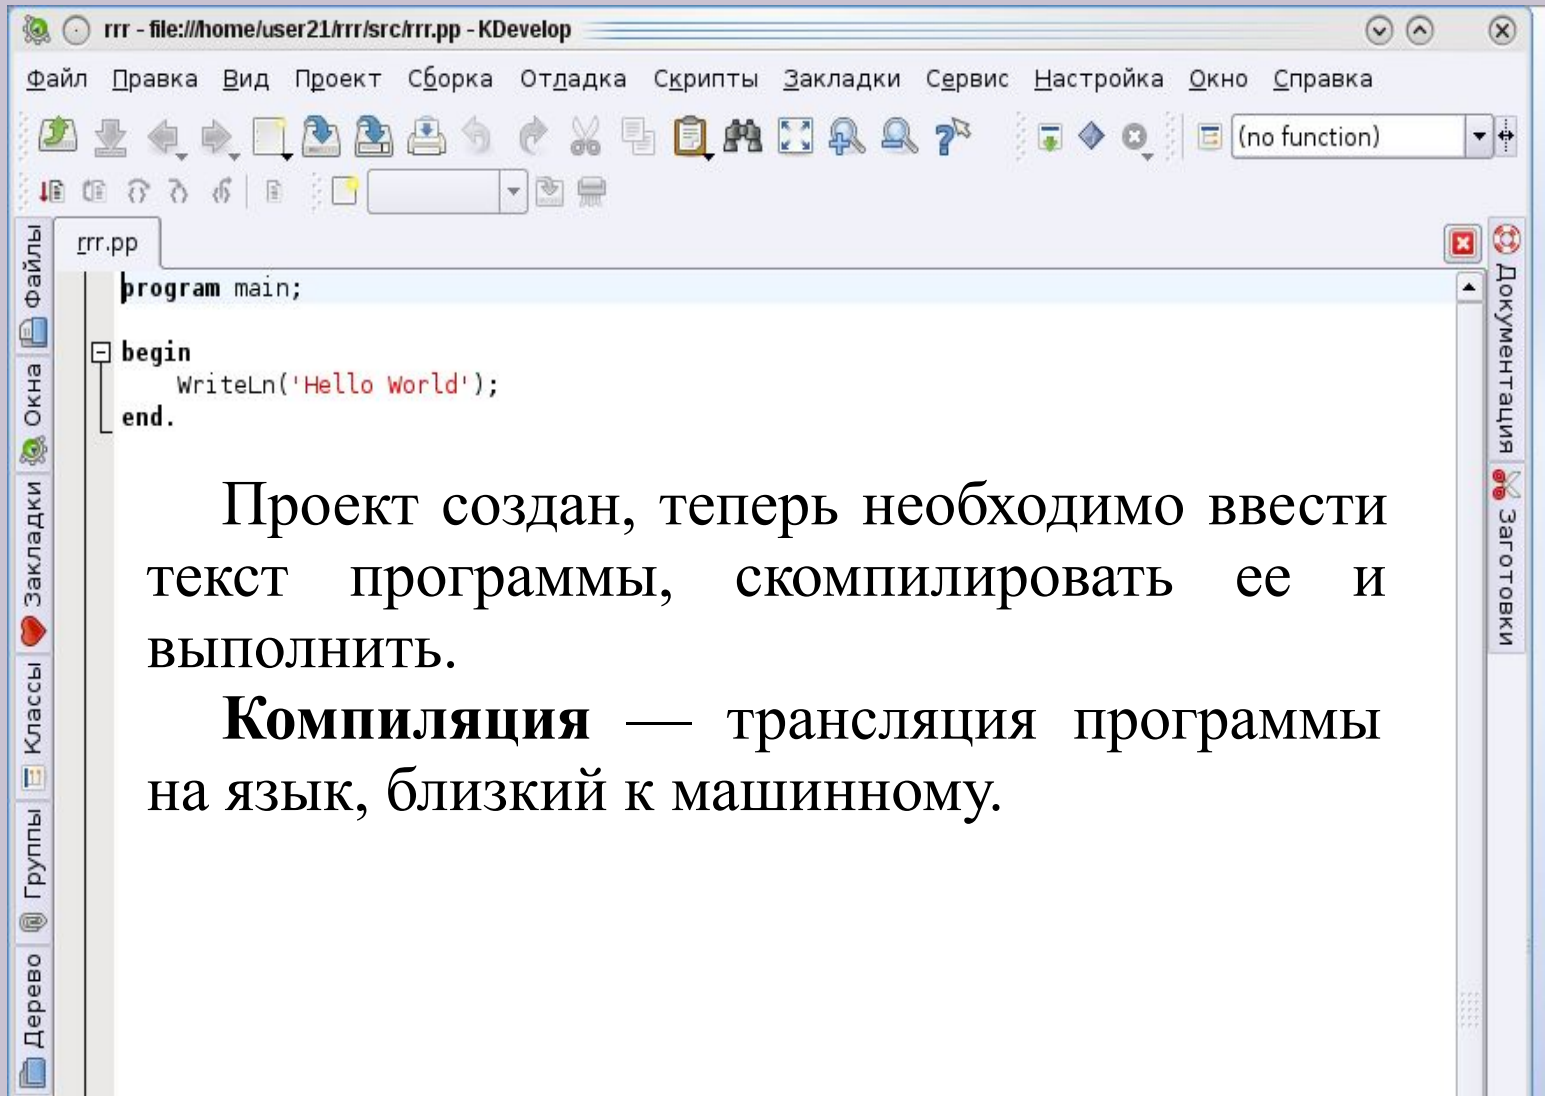 rrr - file:///home/user21/rrr/src/rrr.pp - KDevelop
Файл Правка Вид Проект Сборка Отладка Скрипты Закладки Сервис Настройка Окно Справка
(no function)
rrr.pp
program main;
begin
WriteLn('Hello World');
end.
Проект создан, теперь необходимо ввести
текст программы, скомпилировать ее и
выполнить.
Компиляция — трансляция программы
на язык, близкий к машинному.
Файлы
Окна
Закладки
Классы
Группы
Дерево
Документация
Заготовки